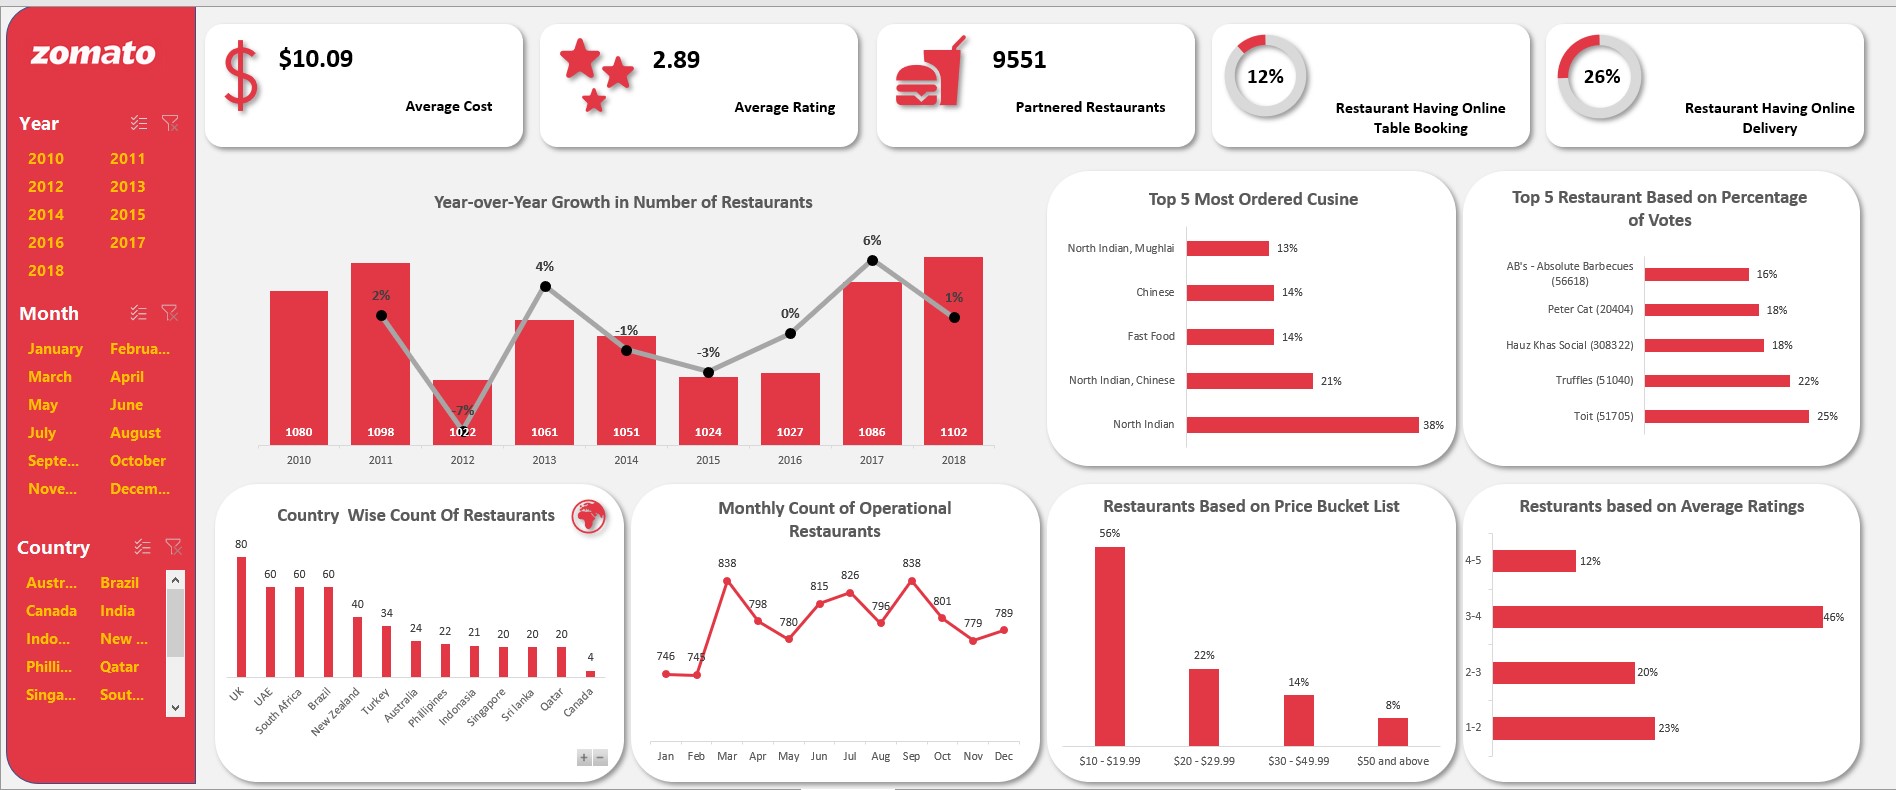 zomato
Year
2010 2011
2012 2013
2014 2015
2016 2017
2018
Month
January Februa...
March April
May June
July August
Septe... October
Nove... Decem...
Country
Austr... Brazil
Canada India
Indo... New ...
Philli... Qatar
Singa... Sout...
$10.09
Average Cost
2.89
Average Rating
9551
Partnered Restaurants
12%
Restaurant Having Online
Table Booking
26%
Restaurant Having Online
Delivery
Year-over-Year Growth in Number of Restaurants
2% -7% 4% -1% -3% 0% 6% 1%
1080 1098 1022 1061 1051 1024 1027 1086 1102
2010 2011 2012 2013 2014 2015 2016 2017 2018
Top 5 Most Ordered Cusine
North Indian, Mughlai 13%
Chinese 14%
Fast Food 14%
North Indian, Chinese 21%
North Indian 38%
Top 5 Restaurant Based on Percentage
of Votes
AB's - Absolute Barbecues
(56618) 16%
Peter Cat (20404) 18%
Hauz Khas Social (308322) 18%
Truffles (51040) 22%
Toit (51705) 25%
Country Wise Count Of Restaurants
80 60 60 60 40 34 24 22 21 20 20 20 4
UK UAE South Africa Brazil New Zealand Turkey Australia Phillipines Indonasia Singapore Sri lanka Qatar Canada
+ −
Monthly Count of Operational
Restaurants
746 745 838 798 780 815 826 796 838 801 779 789
Jan Feb Mar Apr May Jun Jul Aug Sep Oct Nov Dec
Restaurants Based on Price Bucket List
56% 22% 14% 8%
$10 - $19.99 $20 - $29.99 $30 - $49.99 $50 and above
Resturants based on Average Ratings
4-5 12%
3-4 46%
2-3 20%
1-2 23%